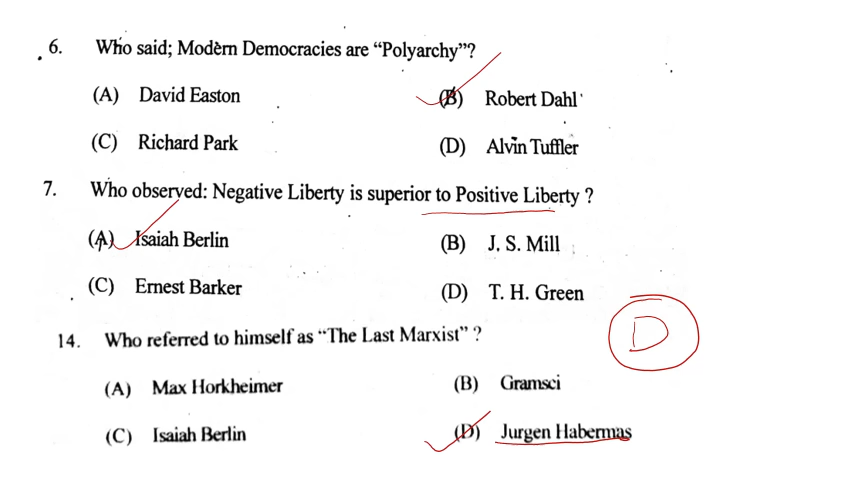 6. Who said; Modern Democracies are “Polyarchy”?
(A) David Easton (B) Robert Dahl
(C) Richard Park (D) Alvin Tuffler
7. Who observed: Negative Liberty is superior to Positive Liberty ?
(A) Isaiah Berlin (B) J. S. Mill
(C) Ernest Barker (D) T. H. Green
D
14. Who referred to himself as “The Last Marxist” ?
(A) Max Horkheimer (B) Gramsci
(C) Isaiah Berlin (D) Jurgen Habermas